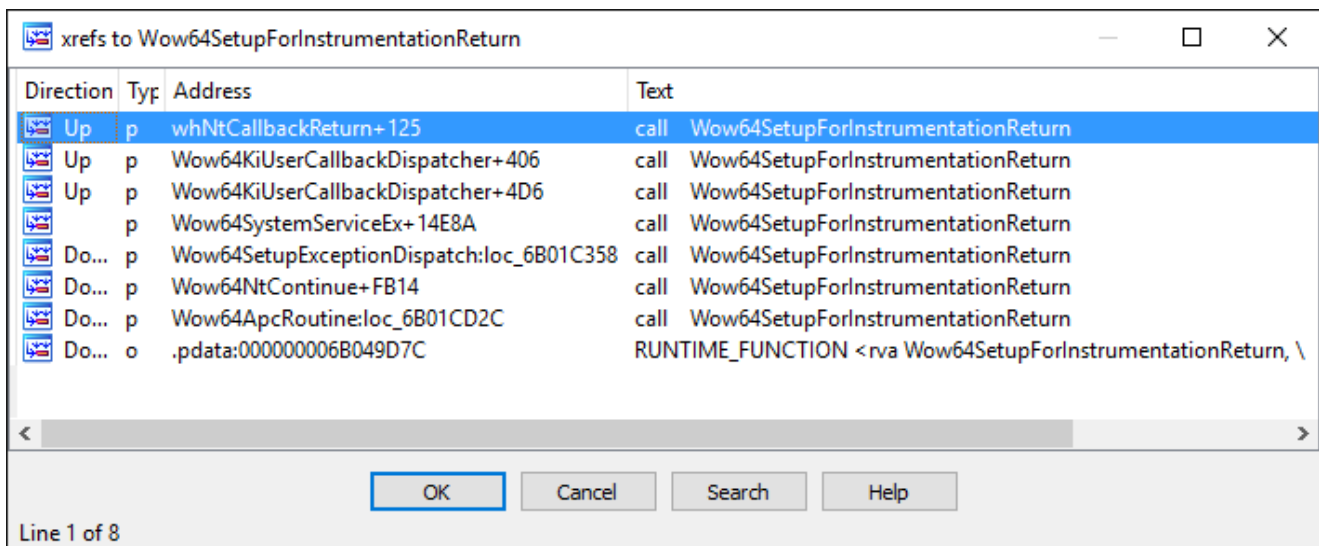 xrefs to Wow64SetupForInstrumentationReturn
Direction Typ Address Text
Up p whNtCallbackReturn+125 call Wow64SetupForInstrumentationReturn
Up p Wow64KiUserCallbackDispatcher+406 call Wow64SetupForInstrumentationReturn
Up p Wow64KiUserCallbackDispatcher+4D6 call Wow64SetupForInstrumentationReturn
p Wow64SystemServiceEx+14E8A call Wow64SetupForInstrumentationReturn
Do... p Wow64SetupExceptionDispatch:loc_6B01C358 call Wow64SetupForInstrumentationReturn
Do... p Wow64NtContinue+FB14 call Wow64SetupForInstrumentationReturn
Do... p Wow64ApcRoutine:loc_6B01CD2C call Wow64SetupForInstrumentationReturn
Do... o .pdata:000000006B049D7C RUNTIME_FUNCTION <rva Wow64SetupForInstrumentationReturn, \
OK Cancel Search Help
Line 1 of 8